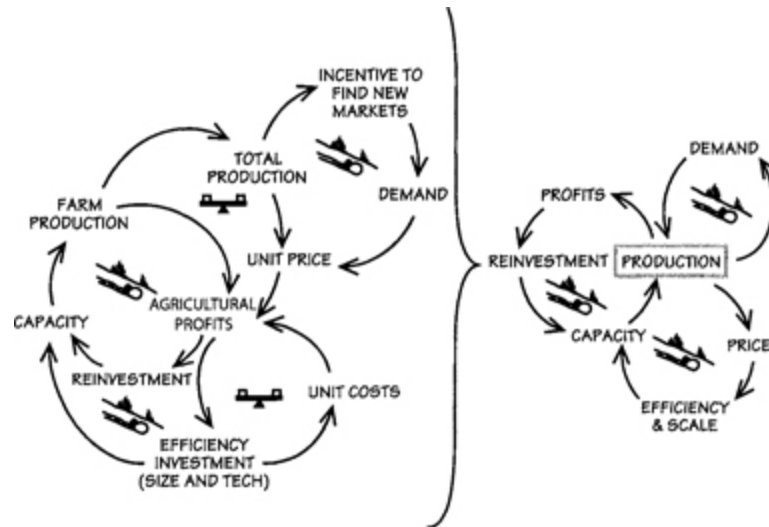 INCENTIVE TO
FIND NEW
MARKETS
TOTAL
PRODUCTION
DEMAND
FARM
PRODUCTION
UNIT PRICE
AGRICULTURAL
PROFITS
CAPACITY
REINVESTMENT
UNIT COSTS
EFFICIENCY
INVESTMENT
(SIZE AND TECH)
DEMAND
PROFITS
REINVESTMENT
PRODUCTION
CAPACITY
PRICE
EFFICIENCY
& SCALE